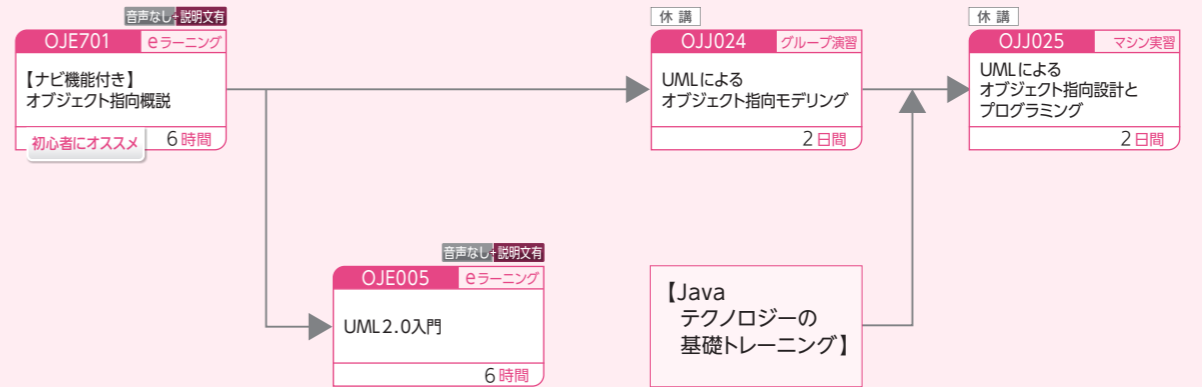 音声なし+説明文有
OJE701 eラーニング
【ナビ機能付き】
オブジェクト指向概説
初心者にオススメ 6時間
休 講
OJJ024 グループ演習
UMLによる
オブジェクト指向モデリング
2日間
休 講
OJJ025 マシン実習
UMLによる
オブジェクト指向設計と
プログラミング
2日間
音声なし+説明文有
OJE005 eラーニング
UML2.0入門
6時間
【Java
テクノロジーの
基礎トレーニング】